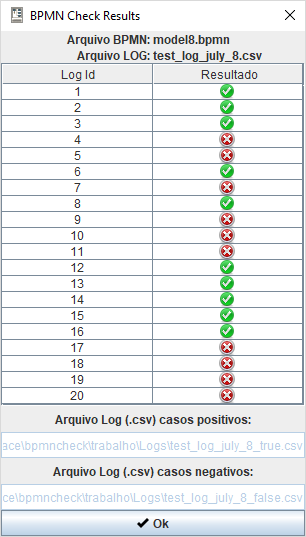 BPMN Check Results
Arquivo BPMN: model8.bpmn
Arquivo LOG: test_log_july_8.csv
Log Id Resultado
1
2
3
4
5
6
7
8
9
10
11
12
13
14
15
16
17
18
19
20
Arquivo Log (.csv) casos positivos:
ace\bpmncheck\trabalho\Logs\test_log_july_8_true.csv
Arquivo Log (.csv) casos negativos:
ce\bpmncheck\trabalho\Logs\test_log_july_8_false.csv
Ok